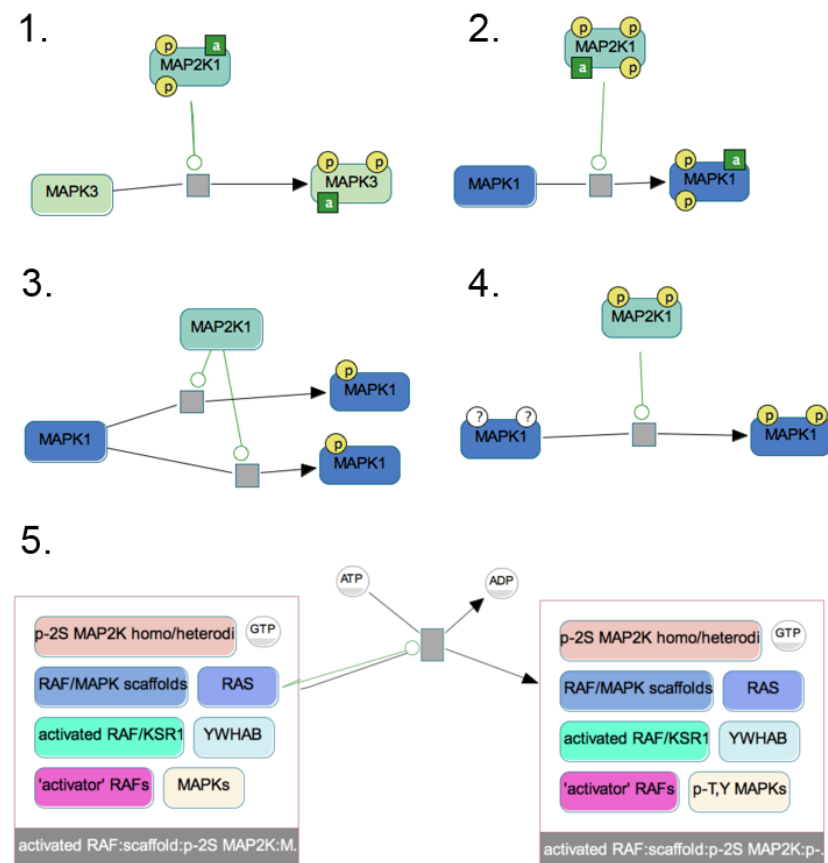 1.
p
a
MAP2K1
p
MAPK3
p
p
MAPK3
a
2.
p
p
MAP2K1
a
p
MAPK1
p
a
MAPK1
p
3.
MAP2K1
MAPK1
p
MAPK1
p
MAPK1
4.
p
p
MAP2K1
?
?
MAPK1
p
p
MAPK1
5.
ATP
ADP
p-2S MAP2K homo/heterodi
GTP
RAF/MAPK scaffolds
RAS
activated RAF/KSR1
YWHAB
'activator' RAFs
MAPKs
activated RAF:scaffold:p-2S MAP2K:M.
p-2S MAP2K homo/heterodi
GTP
RAF/MAPK scaffolds
RAS
activated RAF/KSR1
YWHAB
'activator' RAFs
p-T,Y MAPKs
activated RAF:scaffold:p-2S MAP2K:p-.